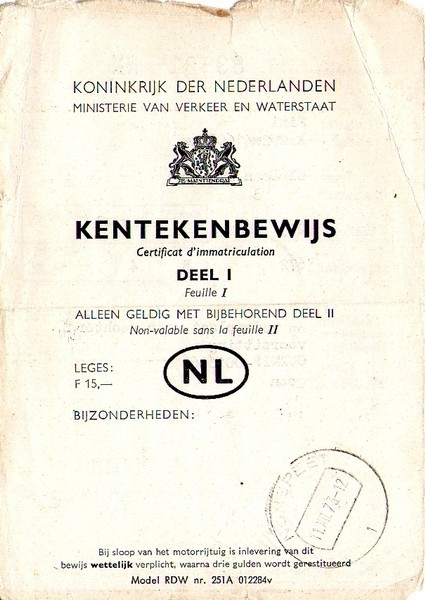 KONINKRIJK DER NEDERLANDEN
MINISTERIE VAN VERKEER EN WATERSTAAT
JE MAINTIENDRAI
KENTEKENBEWIJS
Certificat d'immatriculation
DEEL I
Feuille I
ALLEEN GELDIG MET BIJBEHOREND DEEL II
Non-valable sans la feuille II
LEGES:
F 15,—
NL
BIJZONDERHEDEN:
1
Bij sloop van het motorrijtuig is inlevering van dit
bewijs wettelijk verplicht, waarna drie gulden wordt gerestitueerd
Model RDW nr. 251A 012284v